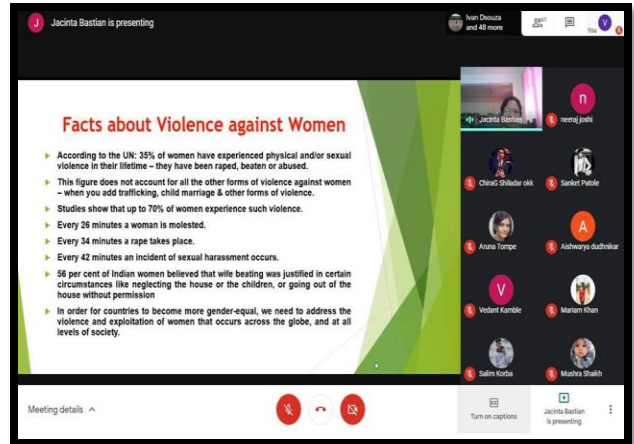 J Jacinta Bastian is presenting
Ivan Dsouza
and 48 more
61
You
V
Facts about Violence against Women
According to the UN: 35% of women have experienced physical and/or sexual
violence in their lifetime – they have been raped, beaten or abused.
This figure does not account for all the other forms of violence against women
– when you add trafficking, child marriage & other forms of violence.
Studies show that up to 70% of women experience such violence.
Every 26 minutes a woman is molested.
Every 34 minutes a rape takes place.
Every 42 minutes an incident of sexual harassment occurs.
56 per cent of Indian women believed that wife beating was justified in certain
circumstances like neglecting the house or the children, or going out of the
house without permission
In order for countries to become more gender-equal, we need to address the
violence and exploitation of women that occurs across the globe, and at all
levels of society.
Jacinta Bastian
n
neeraj joshi
ChiraG Shiladar okk
Sanket Patole
Aruna Tompe
A
Aishwarya dudhnikar
V
Vedant Kamble
Mariam Khan
Salim Korba
Mushra Shaikh
Meeting details
Turn on captions
Jacinta Bastian
is presenting